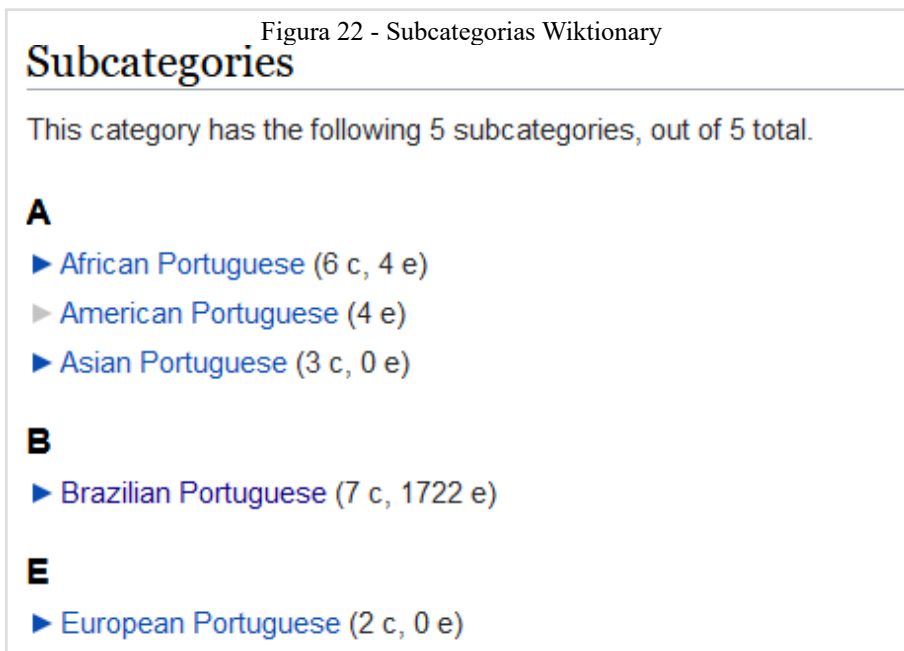 Figura 22 - Subcategorias Wiktionary
Subcategories
This category has the following 5 subcategories, out of 5 total.
A
► African Portuguese (6 c, 4 e)
► American Portuguese (4 e)
► Asian Portuguese (3 c, 0 e)
B
► Brazilian Portuguese (7 c, 1722 e)
E
► European Portuguese (2 c, 0 e)